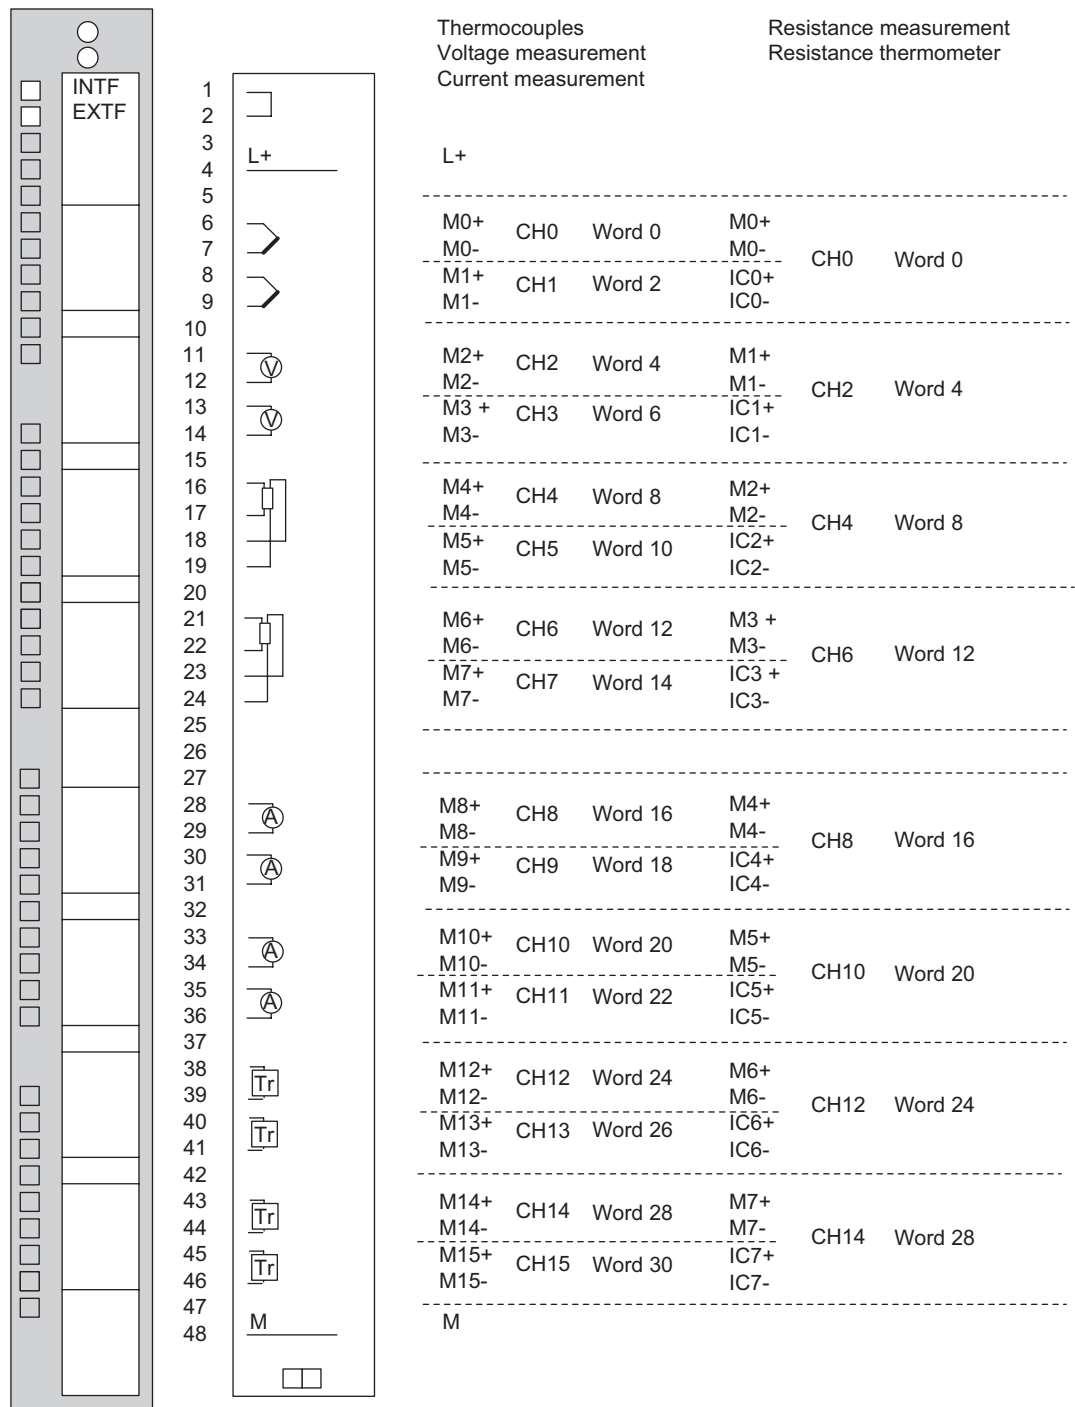 Thermocouples Resistance measurement
Voltage measurement Resistance thermometer
Current measurement
INTF
EXTF
1
2
3
L+ L+
4
5
6 M0+ CH0 Word 0 M0+
7 M0- M0- CH0 Word 0
8 M1+ CH1 Word 2 IC0+
9 M1- IC0-
10
11 V M2+ CH2 Word 4 M1+
12 M2- M1- CH2 Word 4
13 V M3 + CH3 Word 6 IC1+
14 M3- IC1-
15
16 M4+ CH4 Word 8 M2+
17 M4- M2- CH4 Word 8
18 M5+ CH5 Word 10 IC2+
19 M5- IC2-
20
21 M6+ CH6 Word 12 M3 +
22 M6- M3- CH6 Word 12
23 M7+ CH7 Word 14 IC3 +
24 M7- IC3-
25
26
27
28 A M8+ CH8 Word 16 M4+
29 M8- M4- CH8 Word 16
30 A M9+ CH9 Word 18 IC4+
31 M9- IC4-
32
33 A M10+ CH10 Word 20 M5+
34 M10- M5- CH10 Word 20
35 A M11+ CH11 Word 22 IC5+
36 M11- IC5-
37
38 Tr M12+ CH12 Word 24 M6+
39 M12- M6- CH12 Word 24
40 Tr M13+ CH13 Word 26 IC6+
41 M13- IC6-
42
43 Tr M14+ CH14 Word 28 M7+
44 M14- M7- CH14 Word 28
45 Tr M15+ CH15 Word 30 IC7+
46 M15- IC7-
47
M M
48